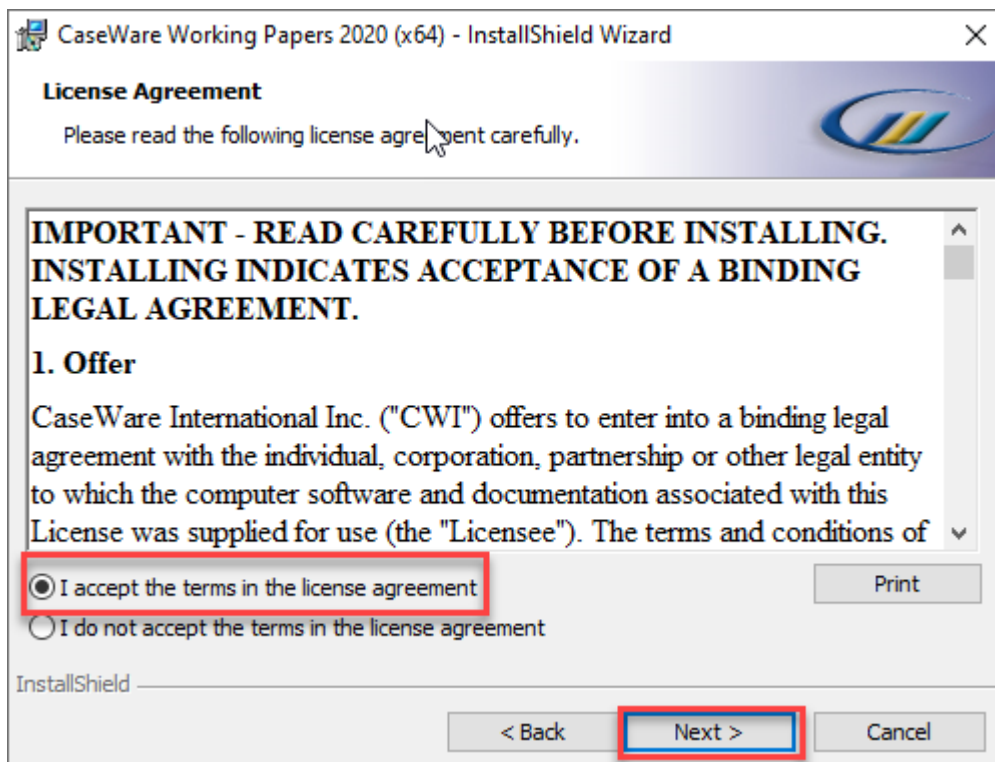 CaseWare Working Papers 2020 (x64) - InstallShield Wizard
License Agreement
Please read the following license agreement carefully.
IMPORTANT - READ CAREFULLY BEFORE INSTALLING.
INSTALLING INDICATES ACCEPTANCE OF A BINDING
LEGAL AGREEMENT.
1. Offer
CaseWare International Inc. ("CWI") offers to enter into a binding legal
agreement with the individual, corporation, partnership or other legal entity
to which the computer software and documentation associated with this
License was supplied for use (the "Licensee"). The terms and conditions of
I accept the terms in the license agreement
Print
I do not accept the terms in the license agreement
InstallShield
< Back
Next >
Cancel